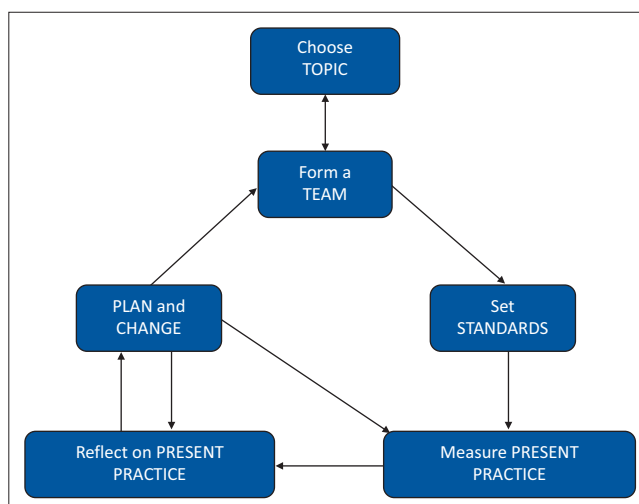 Choose
TOPIC
Form a
TEAM
PLAN and
CHANGE
Set
STANDARDS
Reflect on PRESENT
PRACTICE
Measure PRESENT
PRACTICE